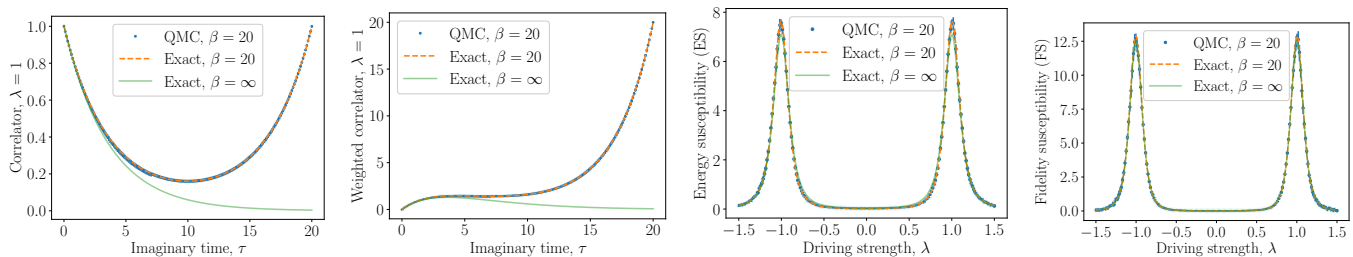 Correlator, λ = 1
1.0
0.8
0.6
0.4
0.2
0.0
QMC, β = 20
Exact, β = 20
Exact, β = ∞
0
5
10
15
20
Imaginary time, τ
Weighted correlator, λ = 1
20
15
10
5
0
QMC, β = 20
Exact, β = 20
Exact, β = ∞
0
5
10
15
20
Imaginary time, τ
Energy susceptibility (ES)
8
6
4
2
0
QMC, β = 20
Exact, β = 20
Exact, β = ∞
−1.5
−1.0
−0.5
0.0
0.5
1.0
1.5
Driving strength, λ
Fidelity susceptibility (FS)
12.5
10.0
7.5
5.0
2.5
0.0
QMC, β = 20
Exact, β = 20
Exact, β = ∞
−1.5
−1.0
−0.5
0.0
0.5
1.0
1.5
Driving strength, λ